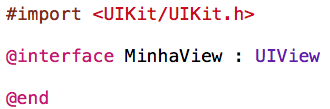 #import <UIKit/UIKit.h>
@interface MinhaView : UIView
@end